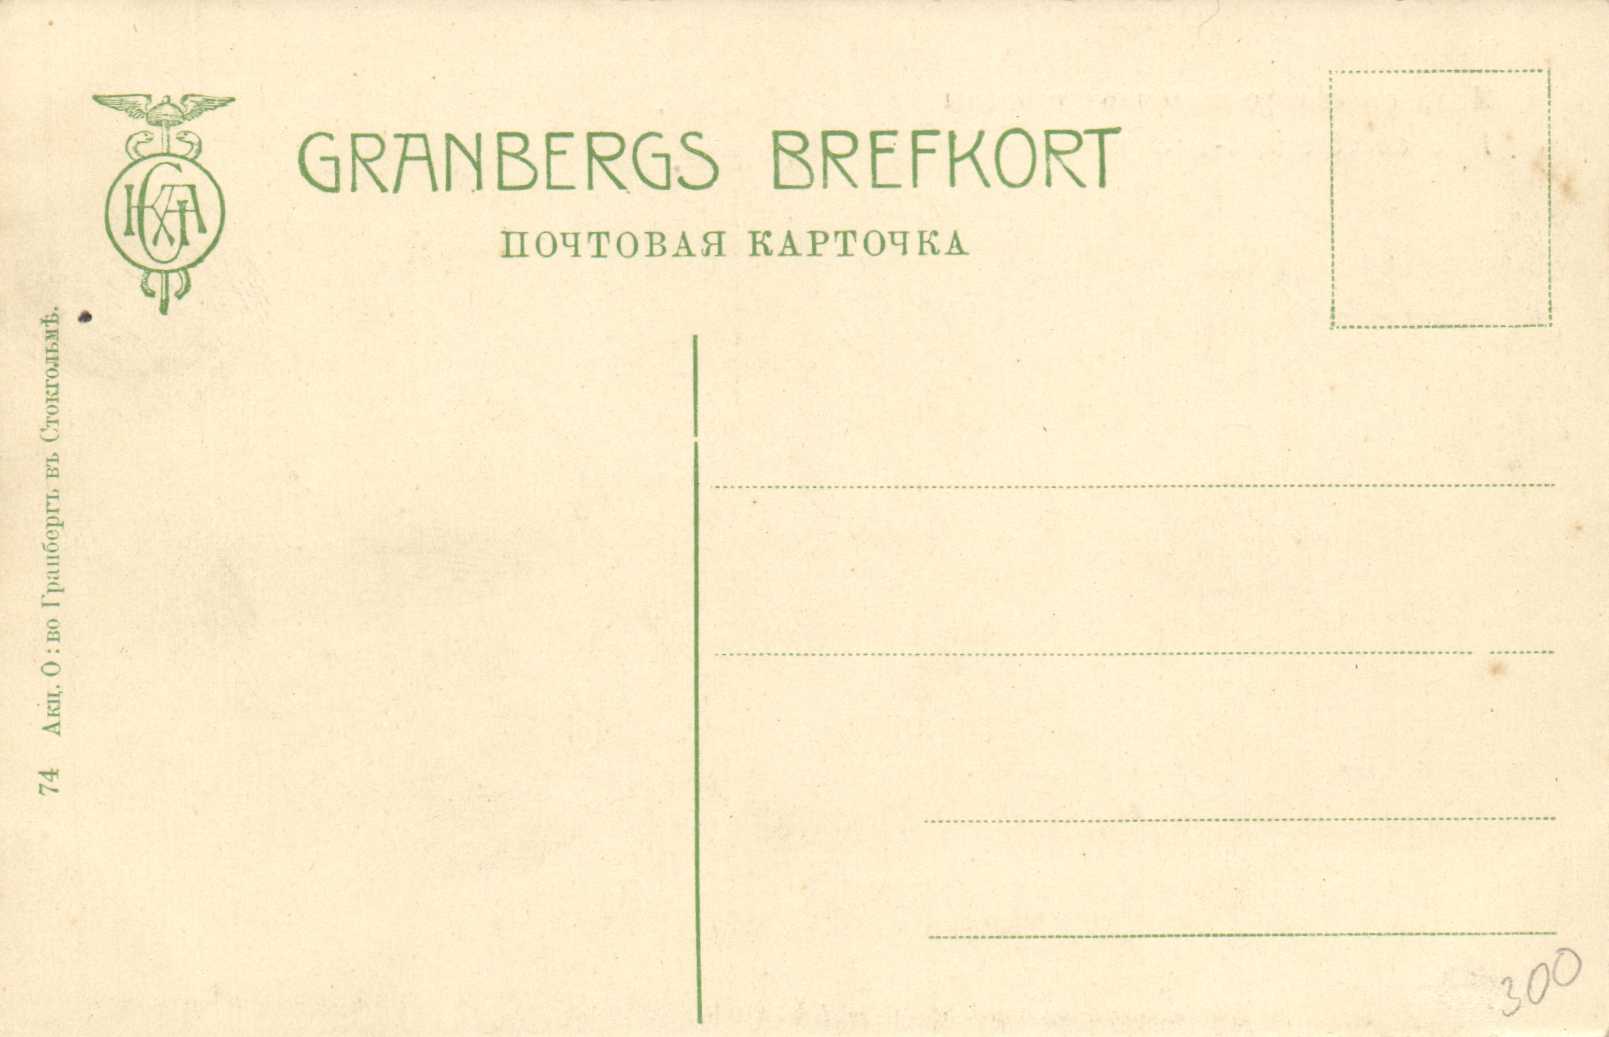 GRANBERGS BREFKORT
ПОЧТОВАЯ КАРТОЧКА
74 Акц. О: во Гранбергъ въ Стокгольмѣ.
300